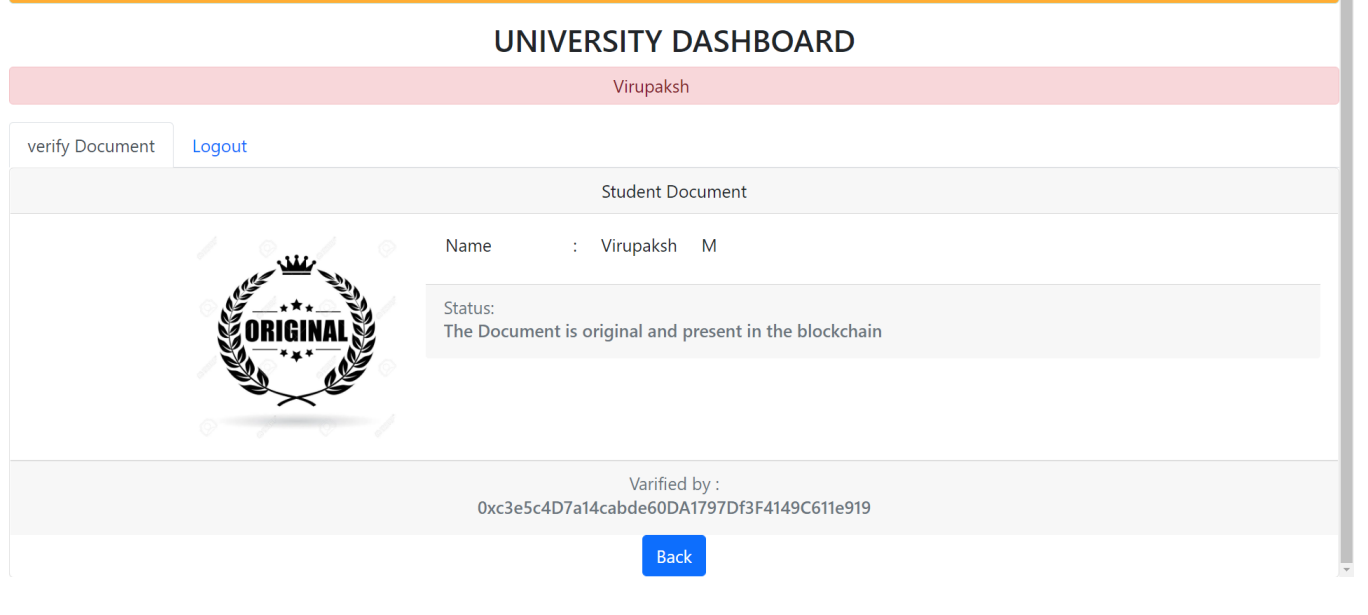 UNIVERSITY DASHBOARD
Virupaksh
verify Document Logout
Student Document
Name : Virupaksh M
ORIGINAL
Status:
The Document is original and present in the blockchain
Varified by :
0xc3e5c4D7a14cabde60DA1797Df3F4149C611e919
Back